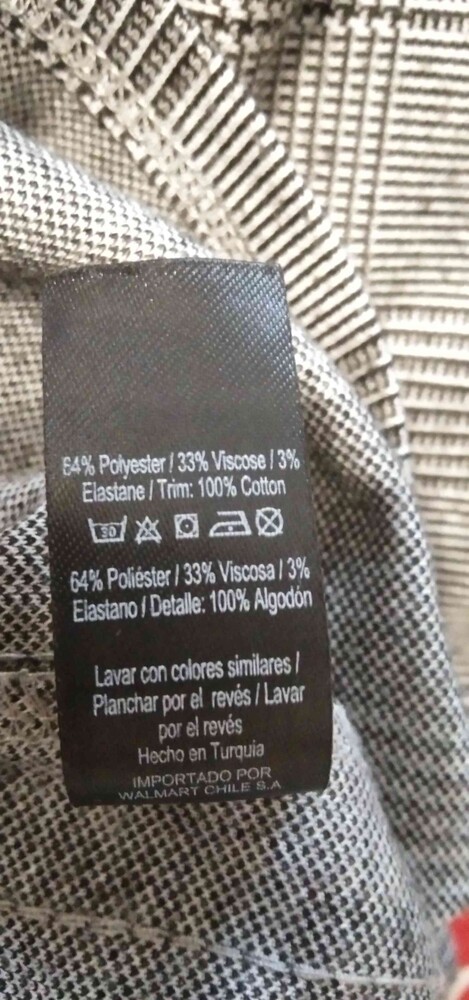 64% Polyester / 33% Viscose / 3%
Elastane / Trim: 100% Cotton
30
64% Poliéster / 33% Viscosa / 3%
Elastano / Detalle: 100% Algodón
Lavar con colores similares /
Planchar por el revés / Lavar
por el revés
Hecho en Turquia
IMPORTADO POR
WALMART CHILE S.A